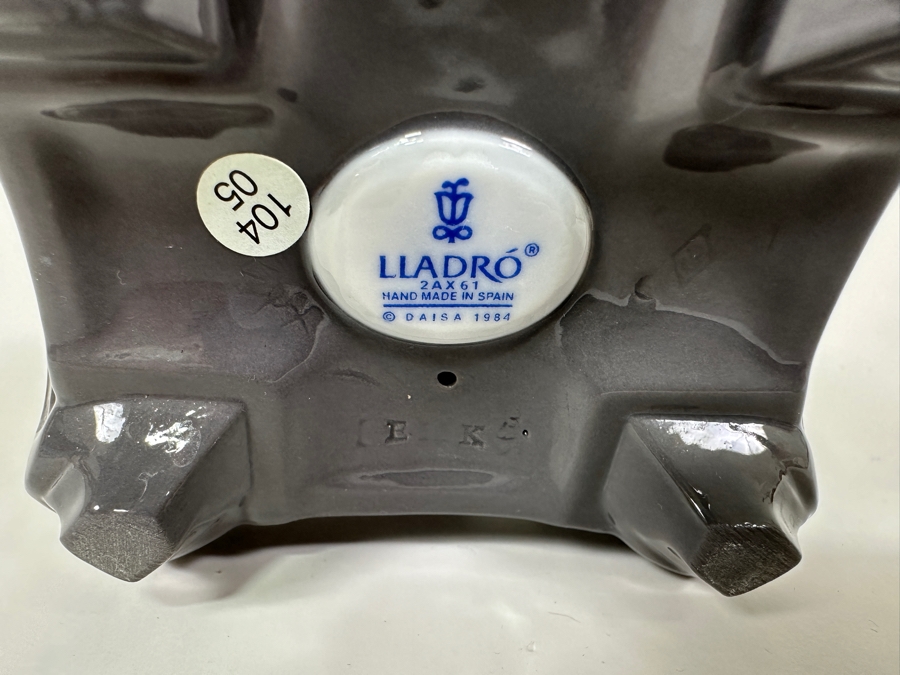 104
05
LLADRÓ®
2AX61
HAND MADE IN SPAIN
© DAISA 1984
E K